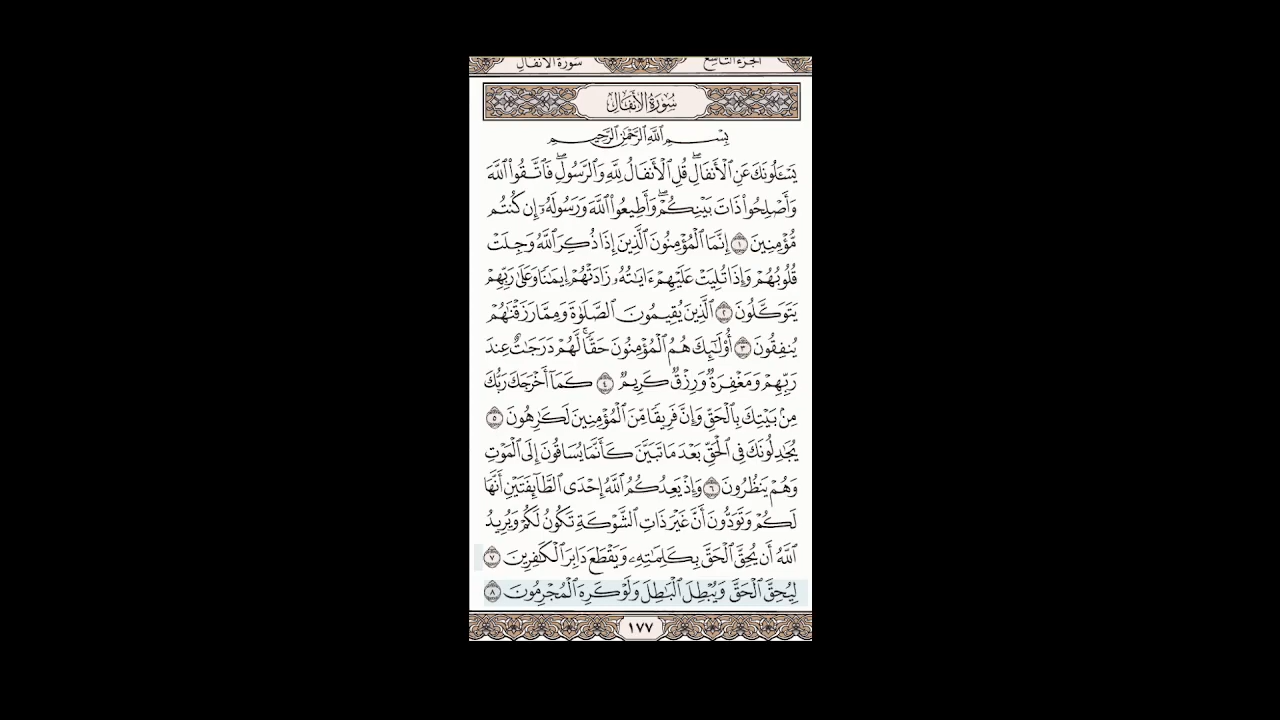 الجزء التاسع سورة الأنفال
سُورَةُ الأَنفَالِ
بِسْمِ ٱللَّهِ ٱلرَّحْمَٰنِ ٱلرَّحِيمِ
يَسْـَٔلُونَكَ عَنِ ٱلْأَنفَالِۖ قُلِ ٱلْأَنفَالُ لِلَّهِ وَٱلرَّسُولِۖ فَٱتَّقُوا۟ ٱللَّهَ
وَأَصْلِحُوا۟ ذَاتَ بَيْنِكُمْۖ وَأَطِيعُوا۟ ٱللَّهَ وَرَسُولَهُۥٓ إِن كُنتُم
مُّؤْمِنِينَ ١ إِنَّمَا ٱلْمُؤْمِنُونَ ٱلَّذِينَ إِذَا ذُكِرَ ٱللَّهُ وَجِلَتْ
قُلُوبُهُمْ وَإِذَا تُلِيَتْ عَلَيْهِمْ ءَايَٰتُهُۥ زَادَتْهُمْ إِيمَٰنًا وَعَلَىٰ رَبِّهِمْ
يَتَوَكَّلُونَ ٢ ٱلَّذِينَ يُقِيمُونَ ٱلصَّلَوٰةَ وَمِمَّا رَزَقْنَٰهُمْ
يُنفِقُونَ ٣ أُو۟لَٰٓئِكَ هُمُ ٱلْمُؤْمِنُونَ حَقًّاۚ لَّهُمْ دَرَجَٰتٌ عِندَ
رَبِّهِمْ وَمَغْفِرَةٌ وَرِزْقٌ كَرِيمٌ ٤ كَمَآ أَخْرَجَكَ رَبُّكَ
مِنۢ بَيْتِكَ بِٱلْحَقِّ وَإِنَّ فَرِيقًا مِّنَ ٱلْمُؤْمِنِينَ لَكَٰرِهُونَ ٥
يُجَٰدِلُونَكَ فِى ٱلْحَقِّ بَعْدَ مَا تَبَيَّنَ كَأَنَّمَا يُسَاقُونَ إِلَى ٱلْمَوْتِ
وَهُمْ يَنظُرُونَ ٦ وَإِذْ يَعِدُكُمُ ٱللَّهُ إِحْدَى ٱلطَّآئِفَتَيْنِ أَنَّهَا
لَكُمْ وَتَوَدُّونَ أَنَّ غَيْرَ ذَاتِ ٱلشَّوْكَةِ تَكُونُ لَكُمْ وَيُرِيدُ
ٱللَّهُ أَن يُحِقَّ ٱلْحَقَّ بِكَلِمَٰتِهِۦ وَيَقْطَعَ دَابِرَ ٱلْكَٰفِرِينَ ٧
لِيُحِقَّ ٱلْحَقَّ وَيُبْطِلَ ٱلْبَٰطِلَ وَلَوْ كَرِهَ ٱلْمُجْرِمُونَ ٨
١٧٧